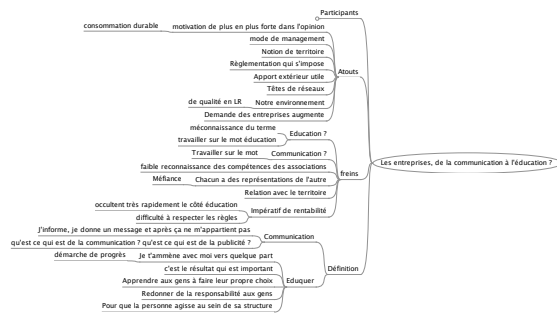 Participants
consommation durable
motivation de plus en plus forte dans l'opinion
mode de management
Notion de territoire
Règlementation qui s'impose
Atouts
Apport extérieur utile
Têtes de réseaux
de qualité en LR
Notre environnement
Demande des entreprises augmente
méconnaissance du terme
Education ?
travailler sur le mot éducation
Travailler sur le mot
Communication ?
Les entreprises, de la communication à l'éducation ?
faible reconnaissance des compétences des associations
freins
Méfiance
Chacun a des représentations de l'autre
Relation avec le territoire
occultent très rapidement le côté éducation
Impératif de rentabilité
difficulté à respecter les règles
J'informe, je donne un message et après ça ne m'appartient pas
Communication
qu'est ce qui est de la communication ? qu'est ce qui est de la publicité ?
démarche de progrès
Je t'ammène avec moi vers quelque part
Définition
c'est le résultat qui est important
Apprendre aux gens à faire leur propre choix
Eduquer
Redonner de la responsabilité aux gens
Pour que la personne agisse au sein de sa structure